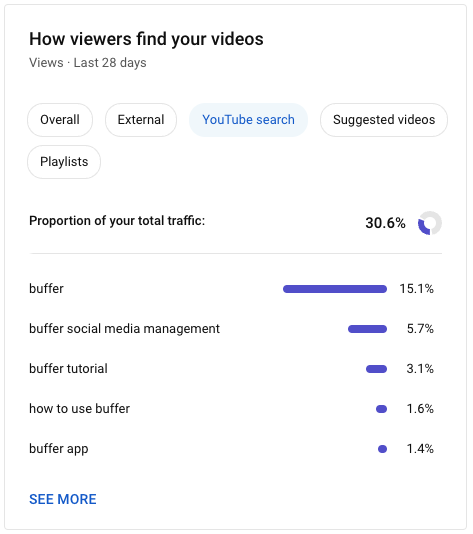 How viewers find your videos
Views · Last 28 days
Overall
External
YouTube search
Suggested videos
Playlists
Proportion of your total traffic: 30.6%
buffer 15.1%
buffer social media management 5.7%
buffer tutorial 3.1%
how to use buffer 1.6%
buffer app 1.4%
SEE MORE